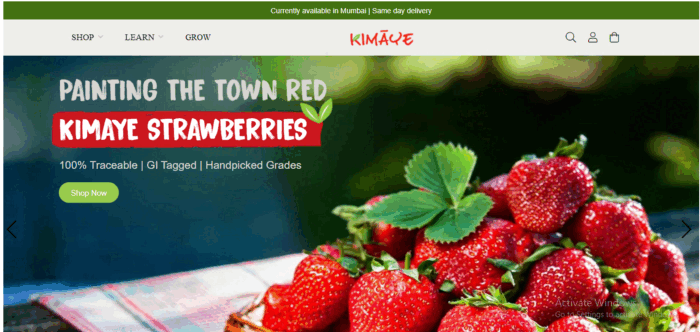 Currently available in Mumbai | Same day delivery
SHOP LEARN GROW
KIMĀYE
PAINTING THE TOWN RED
KIMAYE STRAWBERRIES
100% Traceable | GI Tagged | Handpicked Grades
Shop Now
Activate Windows
Go to Settings to activate Windows.